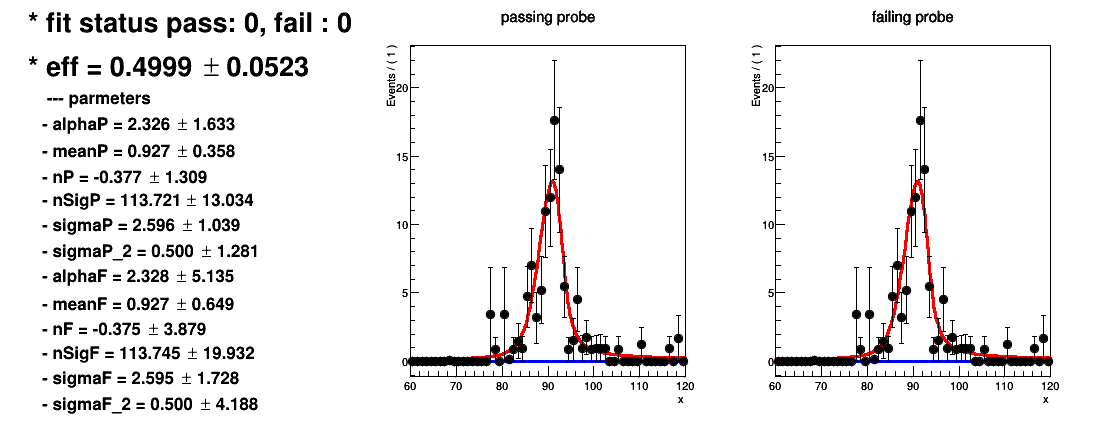 * fit status pass: 0, fail : 0
* eff = 0.4999 ± 0.0523
--- parmeters
- alphaP = 2.326 ± 1.633
- meanP = 0.927 ± 0.358
- nP = -0.377 ± 1.309
- nSigP = 113.721 ± 13.034
- sigmaP = 2.596 ± 1.039
- sigmaP_2 = 0.500 ± 1.281
- alphaF = 2.328 ± 5.135
- meanF = 0.927 ± 0.649
- nF = -0.375 ± 3.879
- nSigF = 113.745 ± 19.932
- sigmaF = 2.595 ± 1.728
- sigmaF_2 = 0.500 ± 4.188
passing probe
Events / ( 1 )
20
15
10
5
0
60 70 80 90 100 110 120
x
failing probe
Events / ( 1 )
20
15
10
5
0
60 70 80 90 100 110 120
x